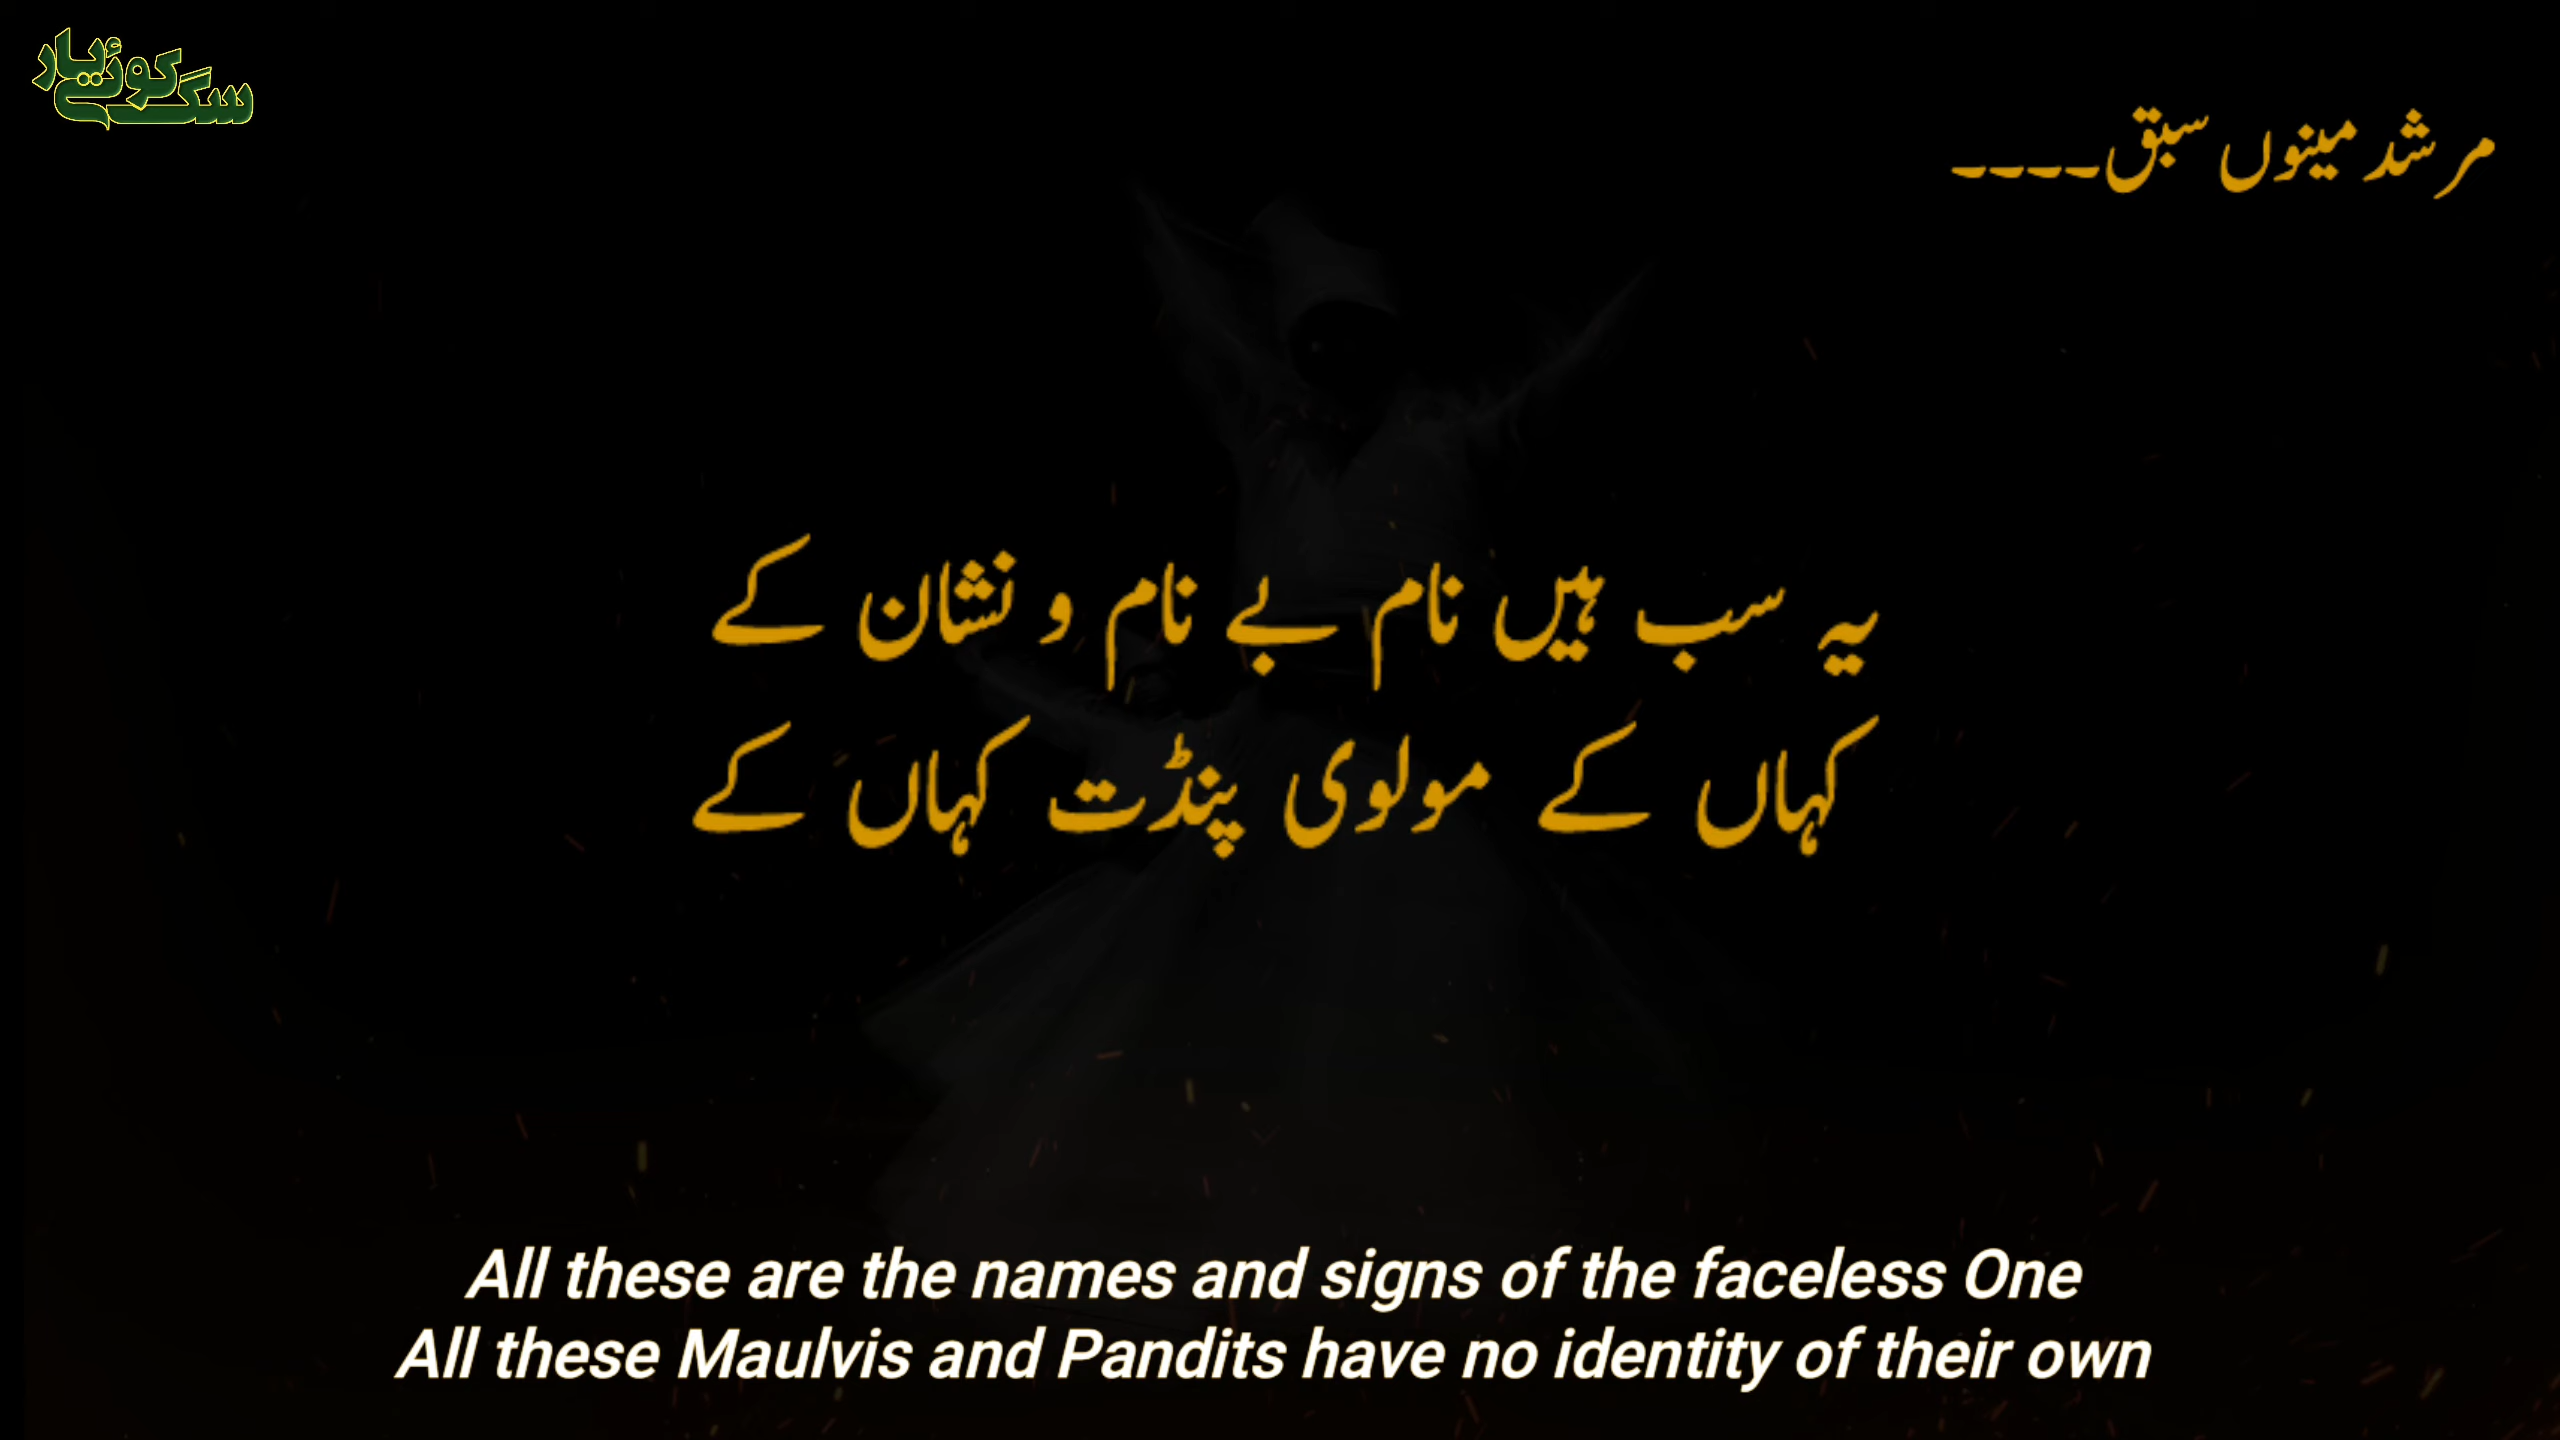 سگ کوئے یار
مرشد مینوں سبق ۔۔۔۔
یہ سب ہیں نام بے نام و نشان کے
کہاں کے مولوی پنڈت کہاں کے
All these are the names and signs of the faceless One
All these Maulvis and Pandits have no identity of their own